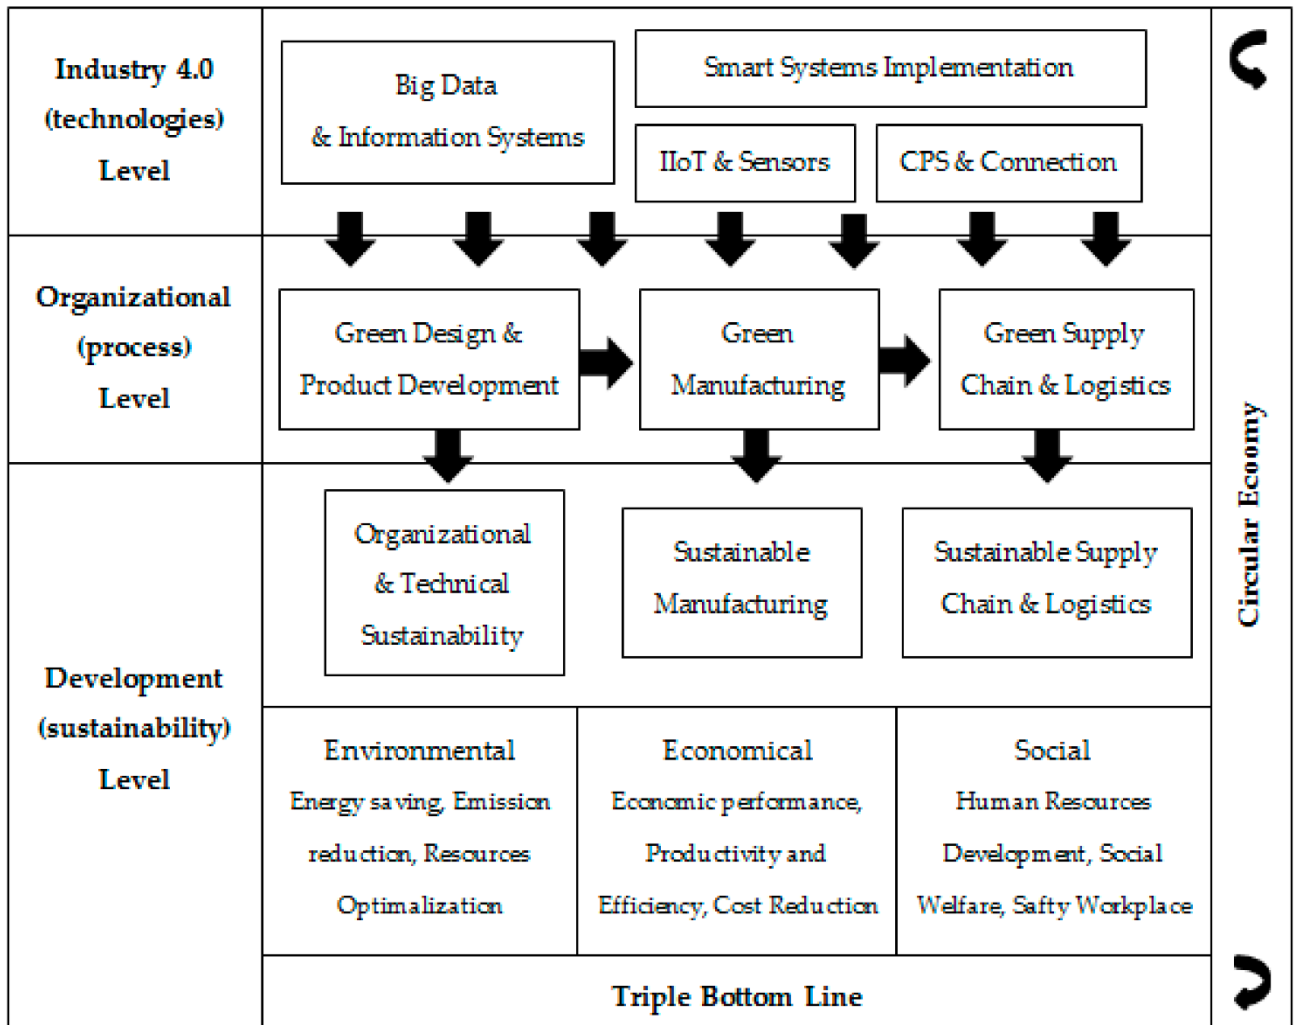 Industry 4.0
(technologies)
Level
Big Data
& Information Systems
Smart Systems Implementation
IIoT & Sensors
CPS & Connection
Organizational
(process)
Level
Green Design &
Product Development
Green
Manufacturing
Green Supply
Chain & Logistics
Development
(sustainability)
Level
Organizational
& Technical
Sustainability
Sustainable
Manufacturing
Sustainable Supply
Chain & Logistics
Environmental
Energy saving, Emission
reduction, Resources
Optimalization
Economical
Economic performance,
Productivity and
Efficiency, Cost Reduction
Social
Human Resources
Development, Social
Welfare, Safty Workplace
Triple Bottom Line
Circular Ecoomy